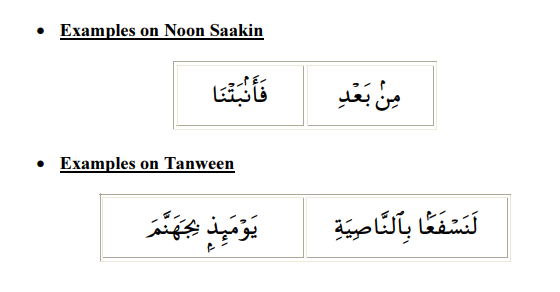 • Examples on Noon Saakin
مِنۢ بَعْدِ فَأَنۢبَتْنَا
• Examples on Tanween
لَنَسْفَعَۢا بِٱلنَّاصِيَةِ يَوْمَئِذٍۭ بِجَهَنَّمَ